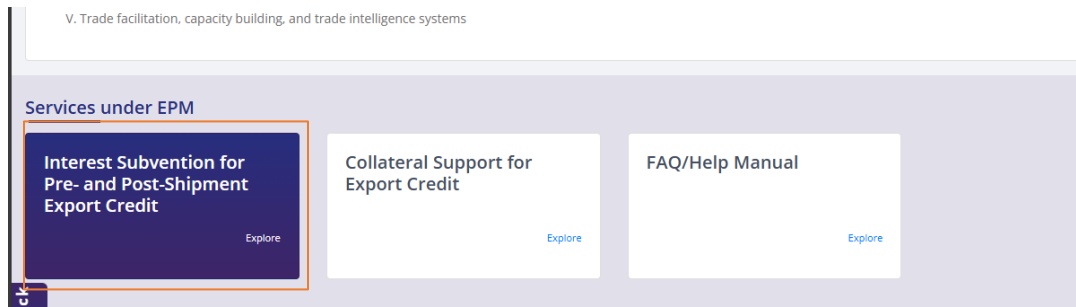 V. Trade facilitation, capacity building, and trade intelligence systems
Services under EPM
Interest Subvention for
Pre- and Post-Shipment
Export Credit
Explore
Collateral Support for
Export Credit
Explore
FAQ/Help Manual
Explore
ck